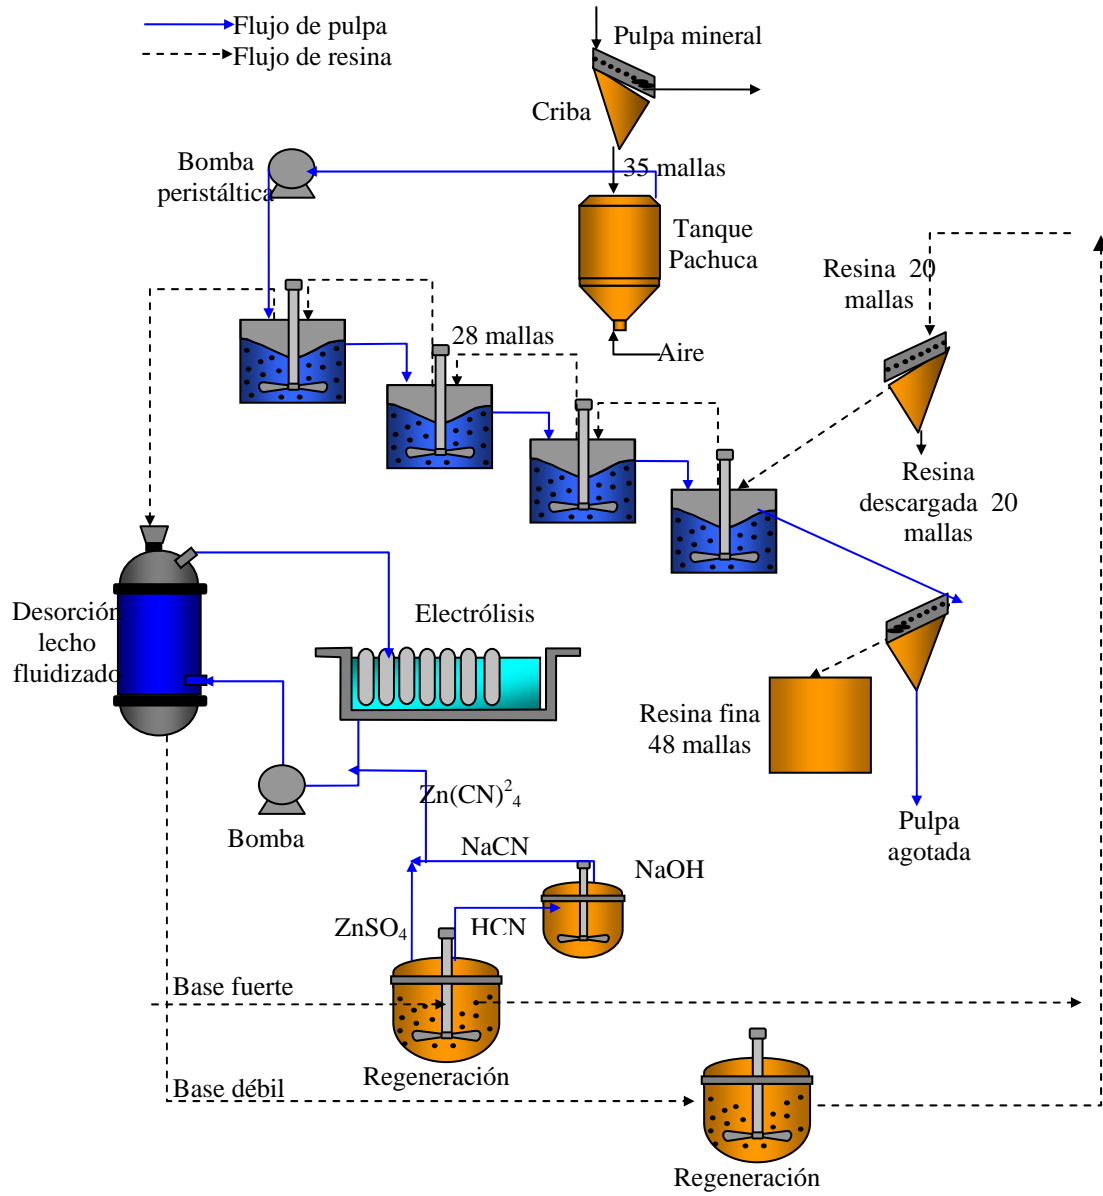 Flujo de pulpa
Flujo de resina
Pulpa mineral
Criba
35 mallas
Bomba
peristáltica
Tanque
Pachuca
Aire
Resina 20
mallas
28 mallas
Resina
descargada 20
mallas
Desorción
lecho
fluidizado
Electrólisis
Resina fina
48 mallas
Pulpa
agotada
Bomba
Zn(CN)²₄
NaCN
NaOH
ZnSO₄
HCN
Base fuerte
Regeneración
Base débil
Regeneración